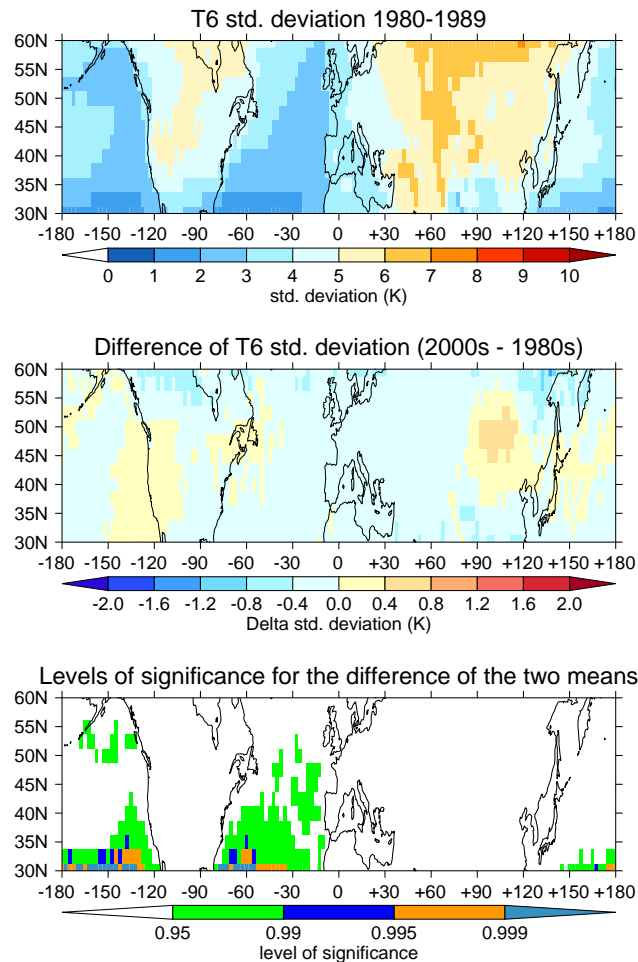 T6 std. deviation 1980-1989
60N
50N
45N
40N
35N
30N
-180 -150 -120 -90 -60 -30 0 +30 +60 +90 +120 +150 +180
0 1 2 3 4 5 6 7 8 9 10
std. deviation (K)
Difference of T6 std. deviation (2000s - 1980s)
60N
50N
45N
40N
35N
30N
-180 -150 -120 -90 -60 -30 0 +30 +60 +90 +120 +150 +180
-2.0 -1.6 -1.2 -0.8 -0.4 0.0 0.4 0.8 1.2 1.6 2.0
Delta std. deviation (K)
Levels of significance for the difference of the two means
60N
50N
45N
40N
35N
30N
-180 -150 -120 -90 -60 -30 0 +30 +60 +90 +120 +150 +180
0.95 0.99 0.995 0.999
level of significance